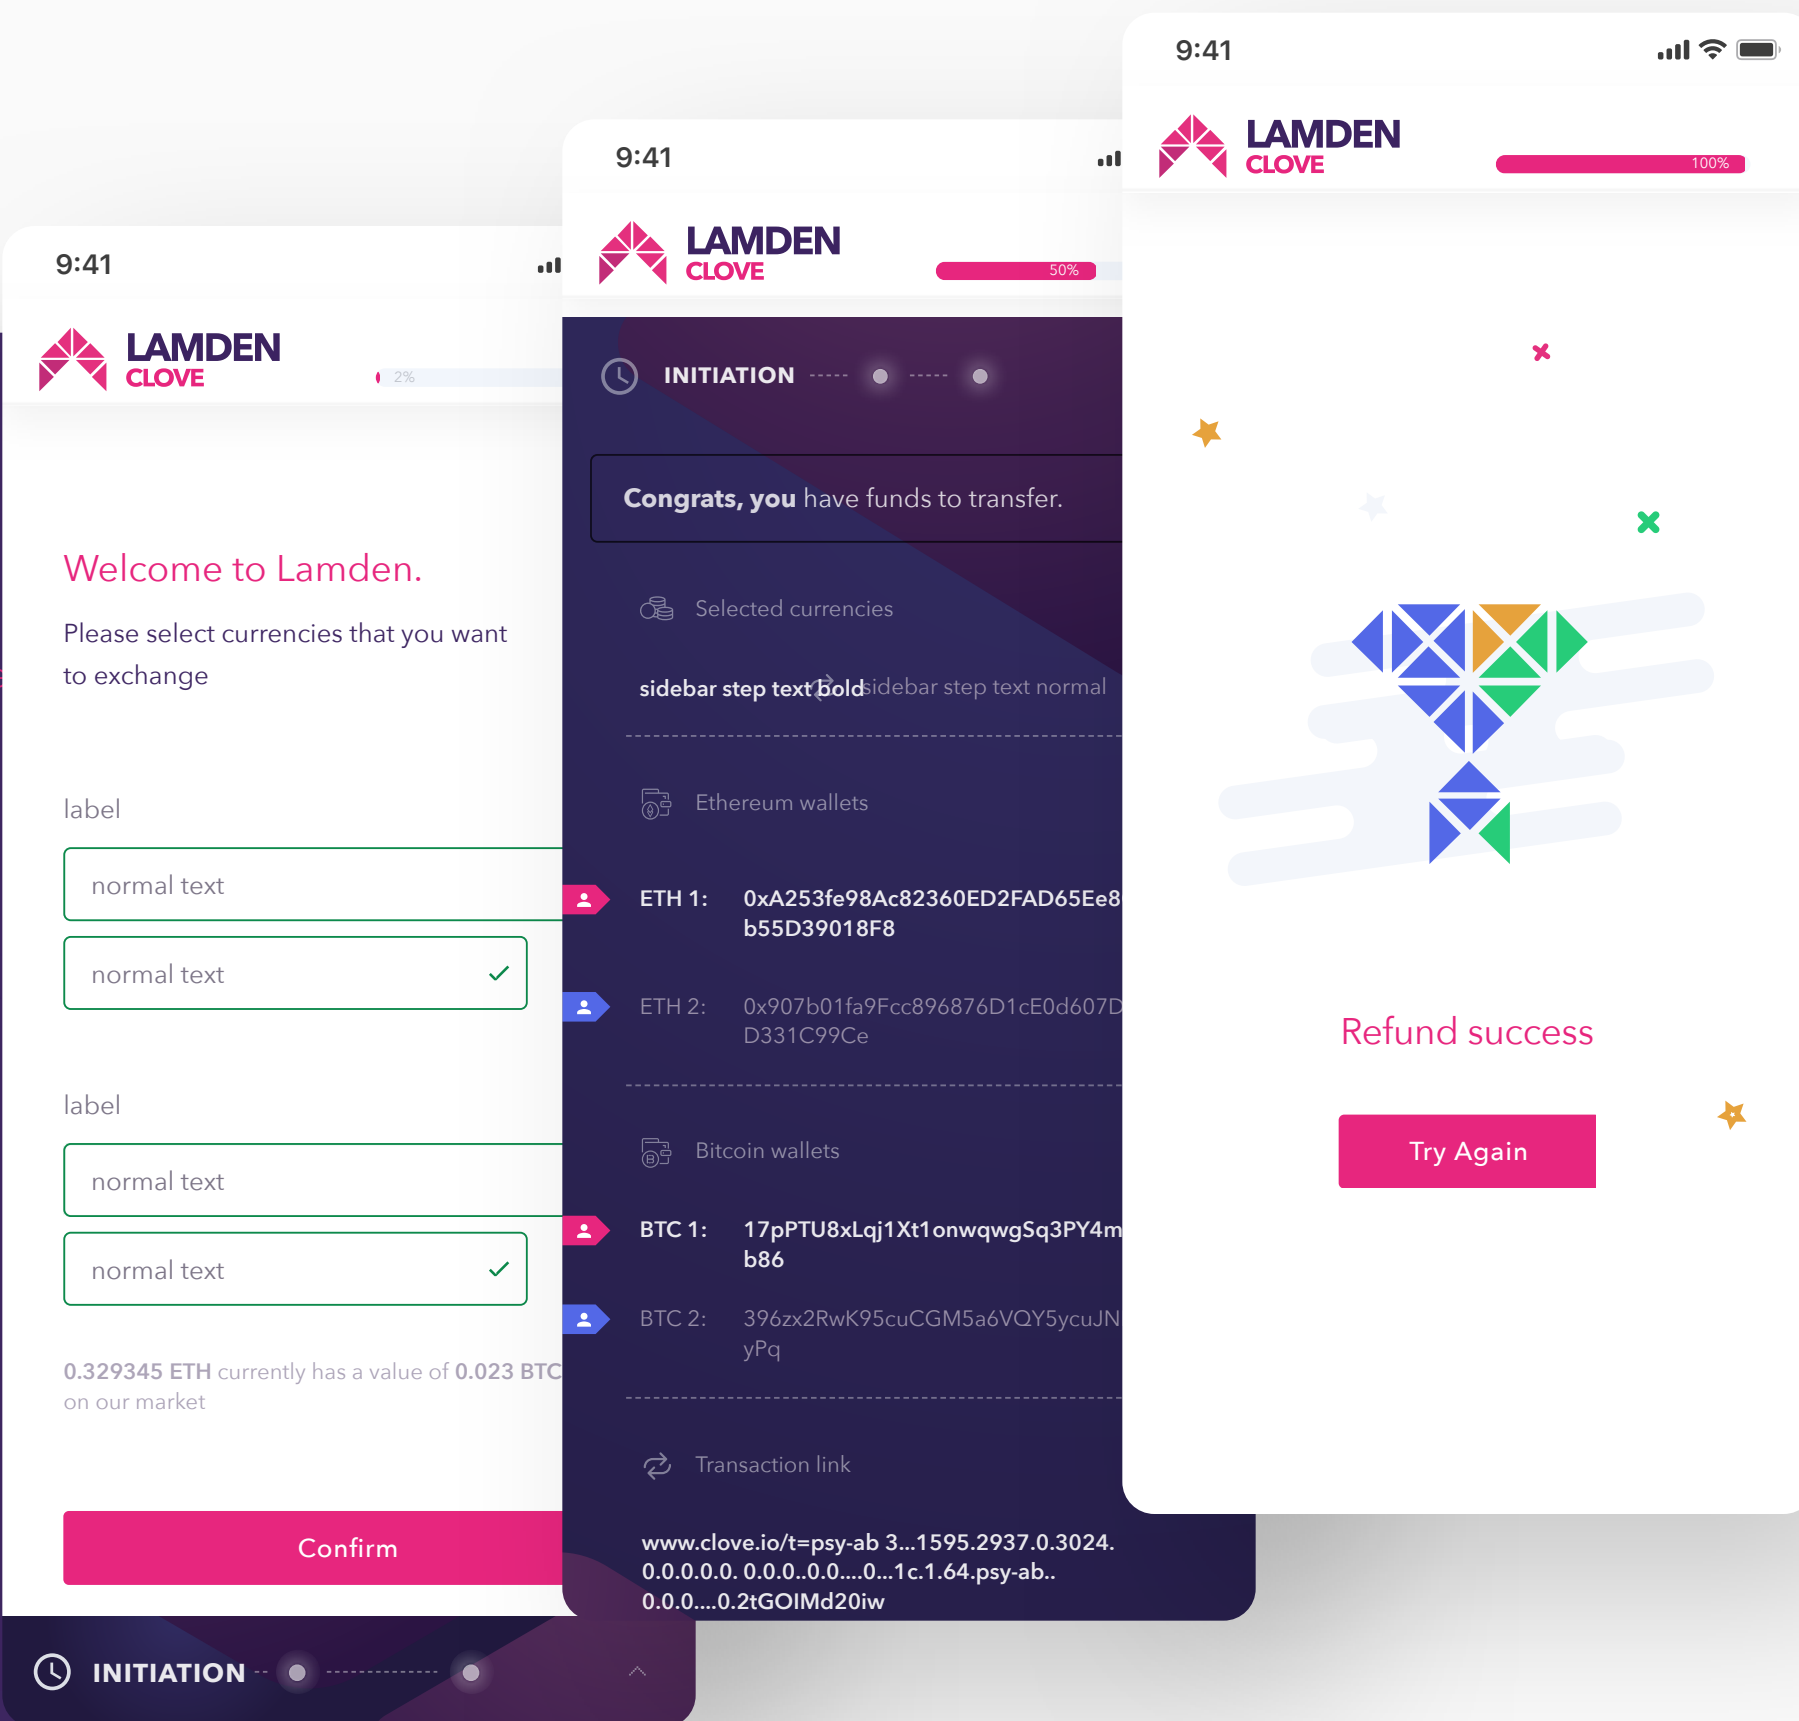 9:41
LAMDEN
CLOVE
2%
Welcome to Lamden.
Please select currencies that you want
to exchange
label
normal text
normal text
label
normal text
normal text
0.329345 ETH currently has a value of 0.023 BTC
on our market
Confirm
INITIATION
9:41
LAMDEN
CLOVE
50%
INITIATION
Congrats, you have funds to transfer.
Selected currencies
sidebar step text bold sidebar step text normal
Ethereum wallets
ETH 1: 0xA253fe98Ac82360ED2FAD65Ee8
b55D39018F8
ETH 2: 0x907b01fa9Fcc896876D1cE0d607D
D331C99Ce
Bitcoin wallets
BTC 1: 17pPTU8xLqj1Xt1onwqwgSq3PY4m
b86
BTC 2: 396zx2RwK95cuCGM5a6VQY5ycuJN
yPq
Transaction link
www.clove.io/t=psy-ab 3...1595.2937.0.3024.
0.0.0.0.0. 0.0.0..0.0....0...1c.1.64.psy-ab..
0.0.0....0.2tGOIMd20iw
9:41
LAMDEN
CLOVE
100%
Refund success
Try Again